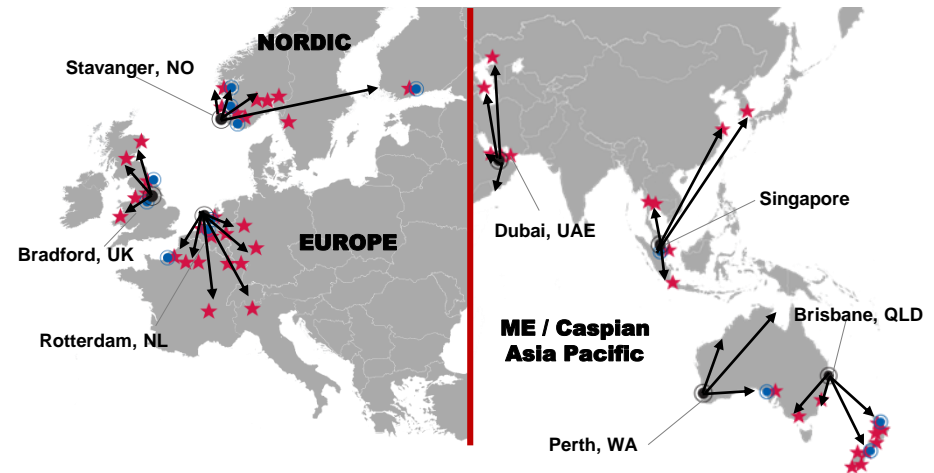 NORDIC
Stavanger, NO
Bradford, UK
EUROPE
Rotterdam, NL
Dubai, UAE
Singapore
ME / Caspian
Asia Pacific
Brisbane, QLD
Perth, WA